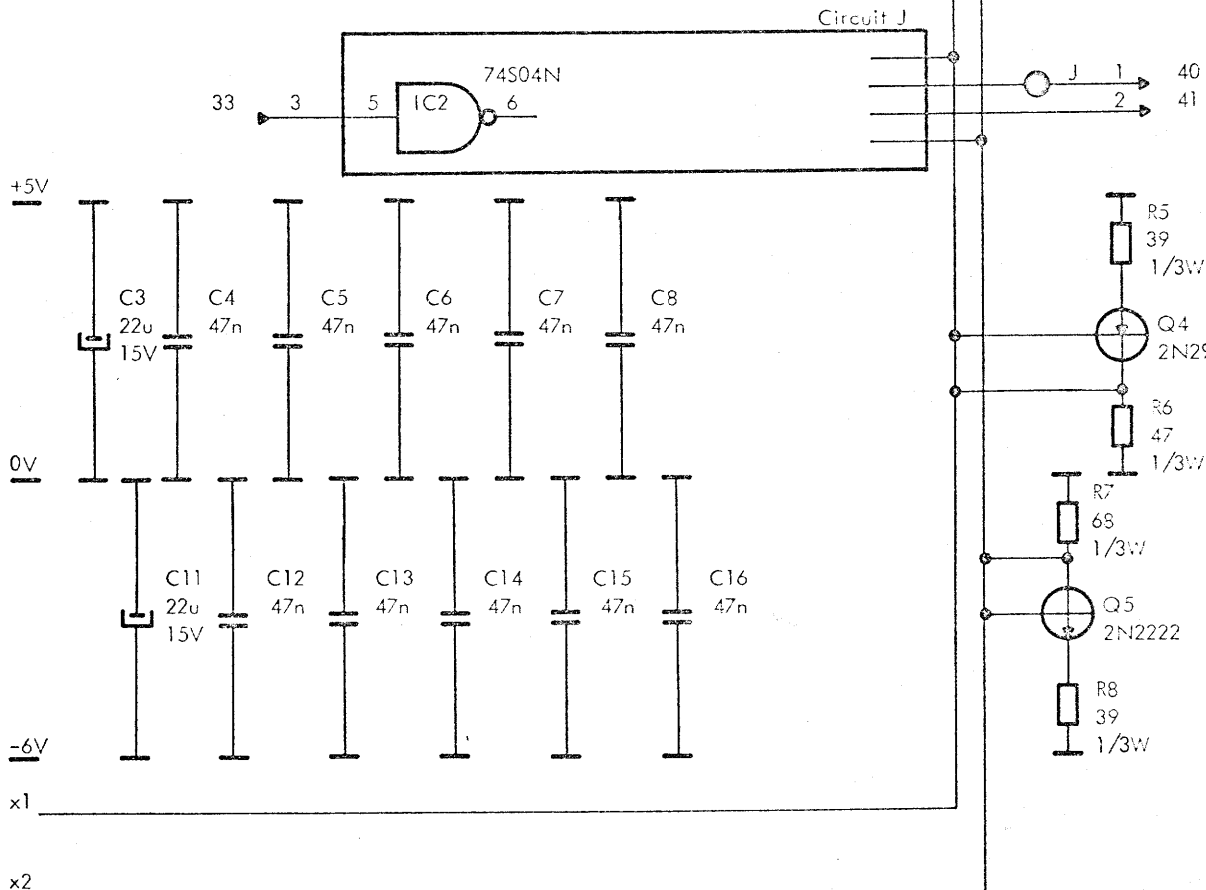 Circuit J
74S04N
33 3 5 IC2 6
J 1 40
2 41
+5V
R5
39
1/3W
C3
22u
15V
C4
47n
C5
47n
C6
47n
C7
47n
C8
47n
Q4
R6
47
1/3W
0V
R7
68
1/3W
C11
22u
15V
C12
47n
C13
47n
C14
47n
C15
47n
C16
47n
Q5
2N2222
R8
39
1/3W
-6V
x1
x2